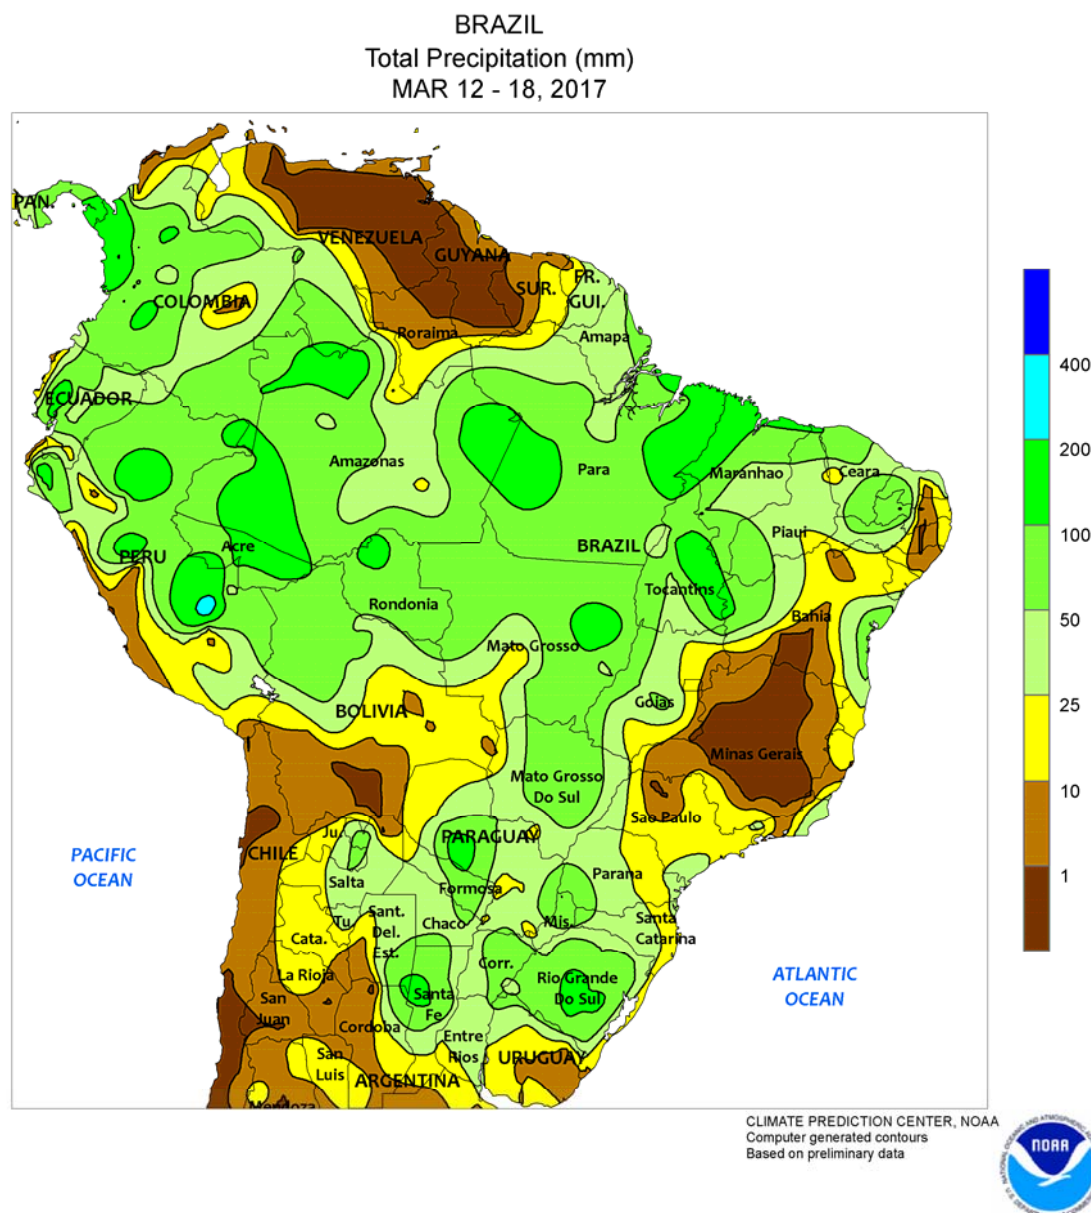 BRAZIL
Total Precipitation (mm)
MAR 12 - 18, 2017
PAN.
VENEZUELA
GUYANA
SUR.
FR.
GUI.
COLOMBIA
Roraima
Amapa
ECUADOR
Amazonas
Para
Maranhao
Ceara
PERU
Acre
BRAZIL
Piaui
Rondonia
Tocantins
Bahia
Mato Grosso
BOLIVIA
Goias
Minas Gerais
Mato Grosso
Do Sul
Sao Paulo
PACIFIC
OCEAN
CHILE
Ju.
PARAGUAY
Salta
Formosa
Parana
Tu.
Sant.
Del.
Est.
Chaco
Mis.
Santa
Catarina
Cata.
La Rioja
Corr.
Rio Grande
Do Sul
ATLANTIC
OCEAN
San
Juan
Santa
Fe
Cordoba
Entre
Rios
San
Luis
URUGUAY
ARGENTINA
Mendoza
400
200
100
50
25
10
1
CLIMATE PREDICTION CENTER, NOAA
Computer generated contours
Based on preliminary data
NOAA